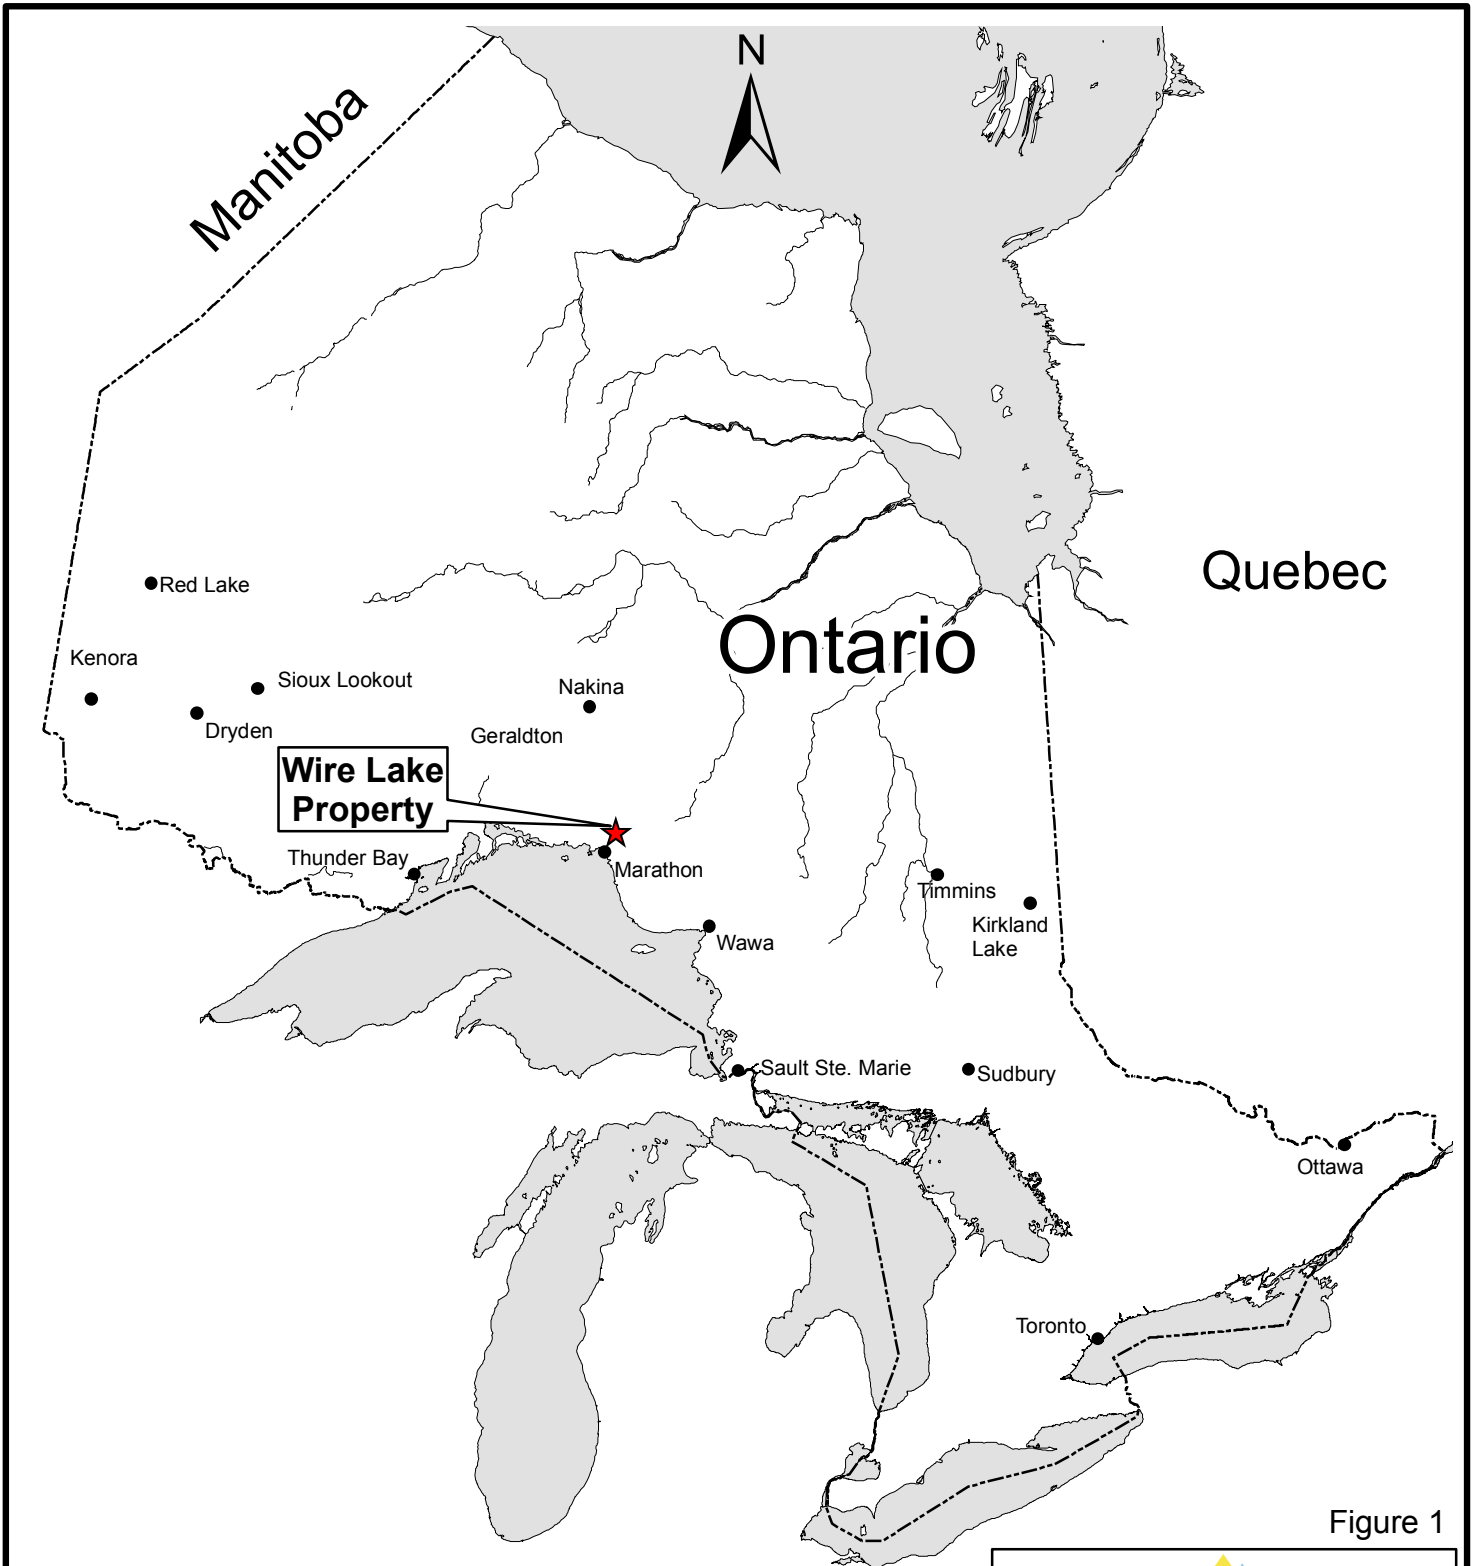 N
Manitoba
Quebec
Red Lake
Ontario
Kenora
Sioux Lookout
Nakina
Dryden
Geraldton
Wire Lake
Property
Thunder Bay
Marathon
Timmins
Kirkland
Lake
Wawa
Sault Ste. Marie
Sudbury
Ottawa
Toronto
Figure 1